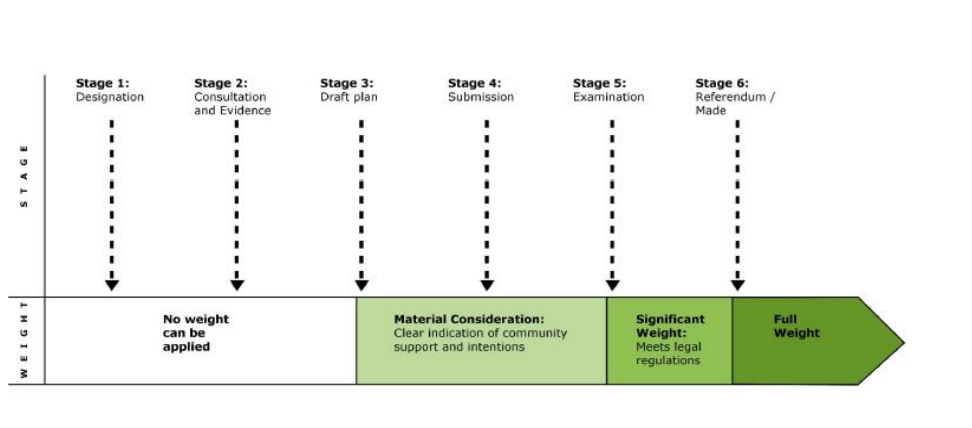 Stage 1:
Designation
Stage 2:
Consultation
and Evidence
Stage 3:
Draft plan
Stage 4:
Submission
Stage 5:
Examination
Stage 6:
Referendum /
Made
STAGE
WEIGHT
No weight
can be
applied
Material Consideration:
Clear indication of community
support and intentions
Significant
Weight:
Meets legal
regulations
Full
Weight